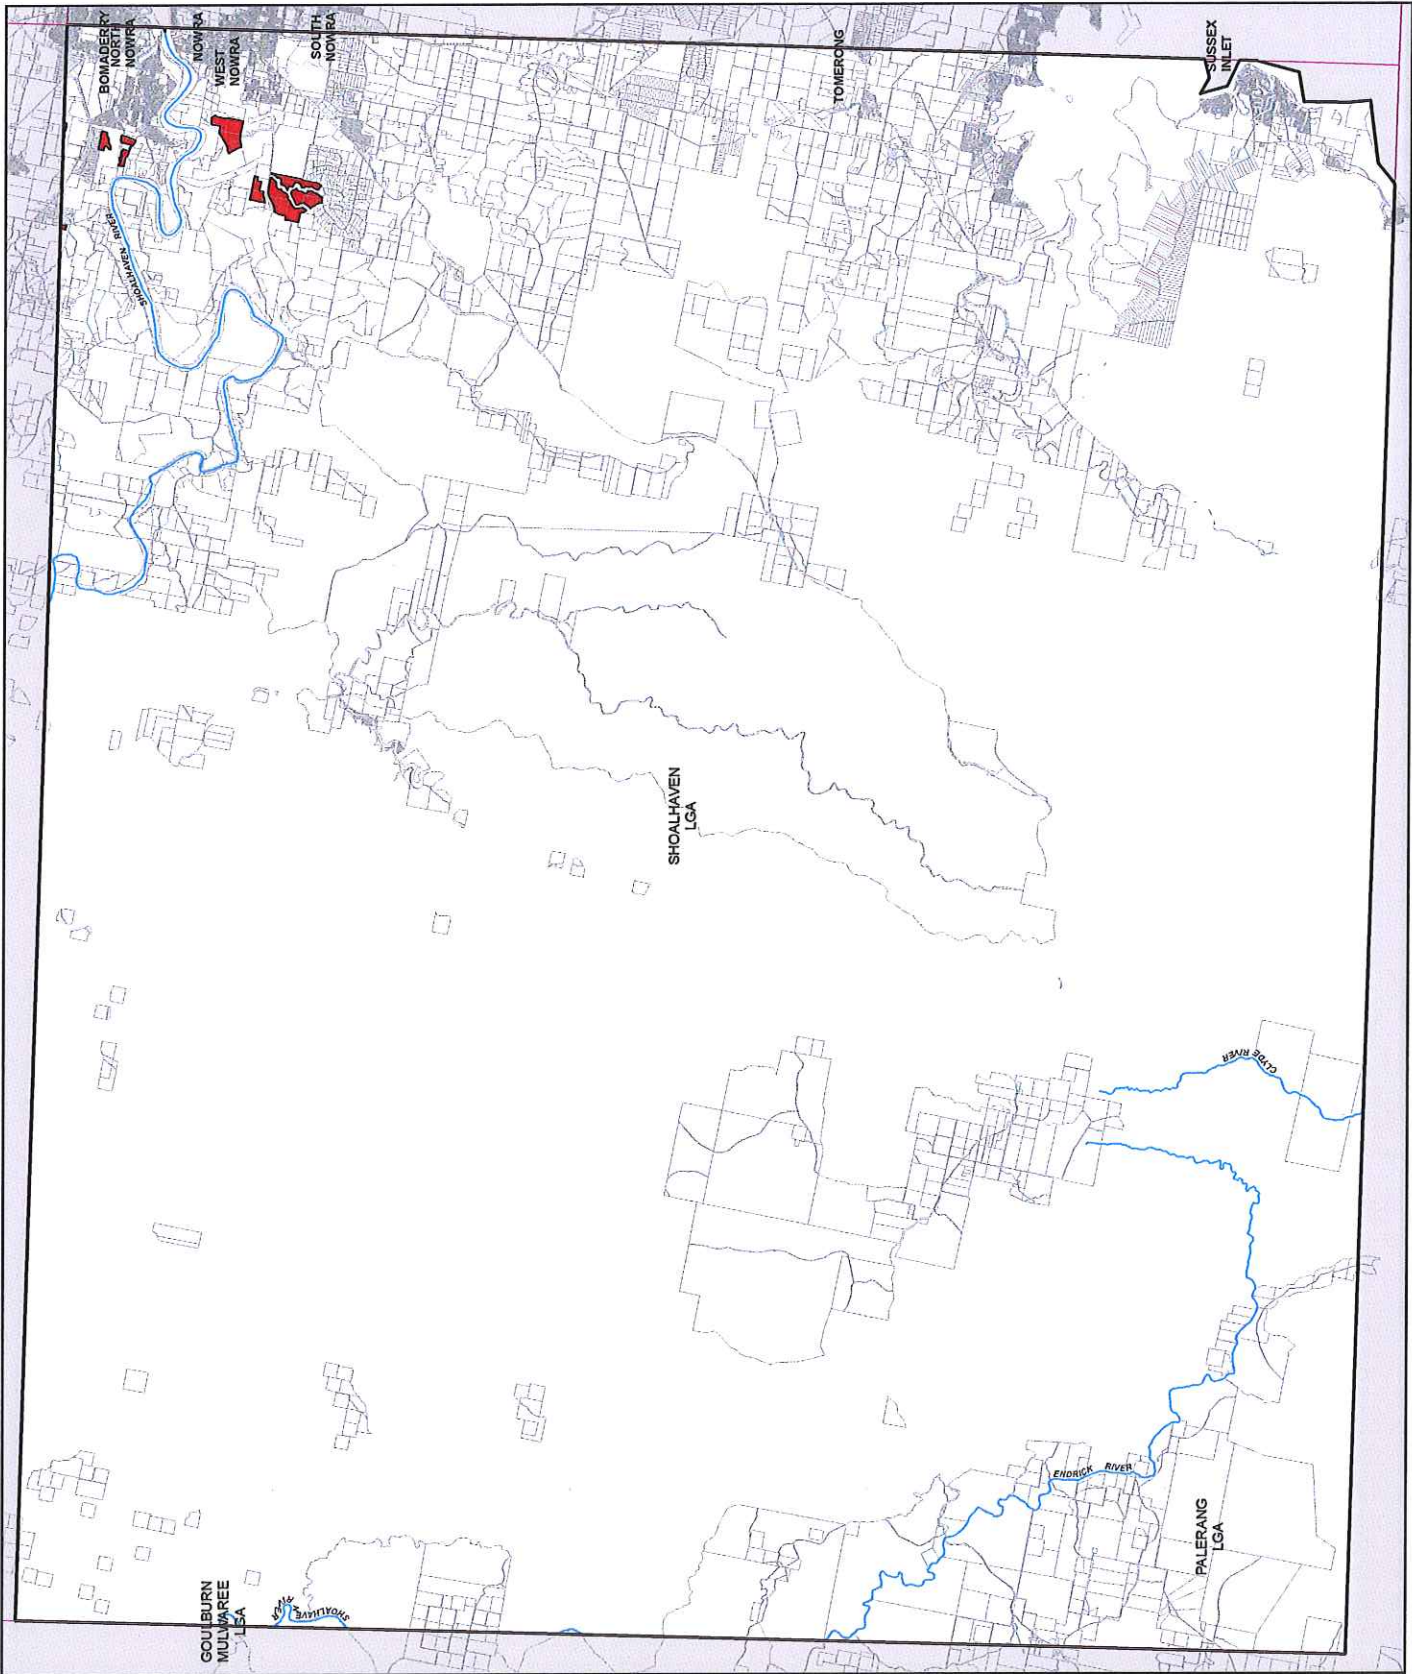 BOMADERRY
NORTH
NOWRA
NOWRA
WEST
NOWRA
SOUTH
NOWRA
TOMERONG
SUSSEX
INLET
SHOALHAVEN RIVER
SHOALHAVEN
LGA
CLYDE RIVER
ENDRICK RIVER
PALERANG
LGA
GOULBURN
MULWAREE
LGA
SHOALHAVEN
RIVER